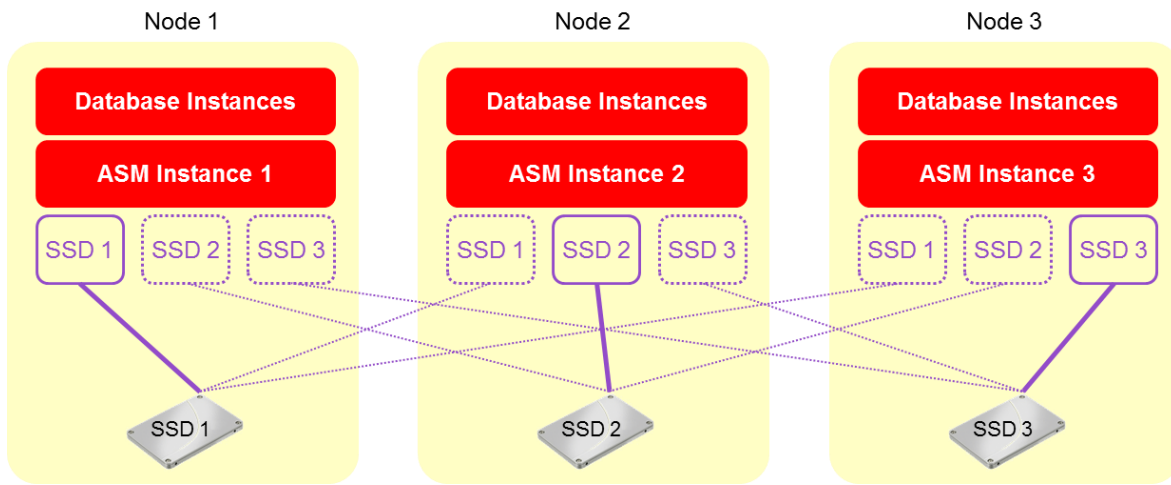 Node 1
Node 2
Node 3
Database Instances
Database Instances
Database Instances
ASM Instance 1
ASM Instance 2
ASM Instance 3
SSD 1
SSD 2
SSD 3
SSD 1
SSD 2
SSD 3
SSD 1
SSD 2
SSD 3
SSD 1
SSD 2
SSD 3